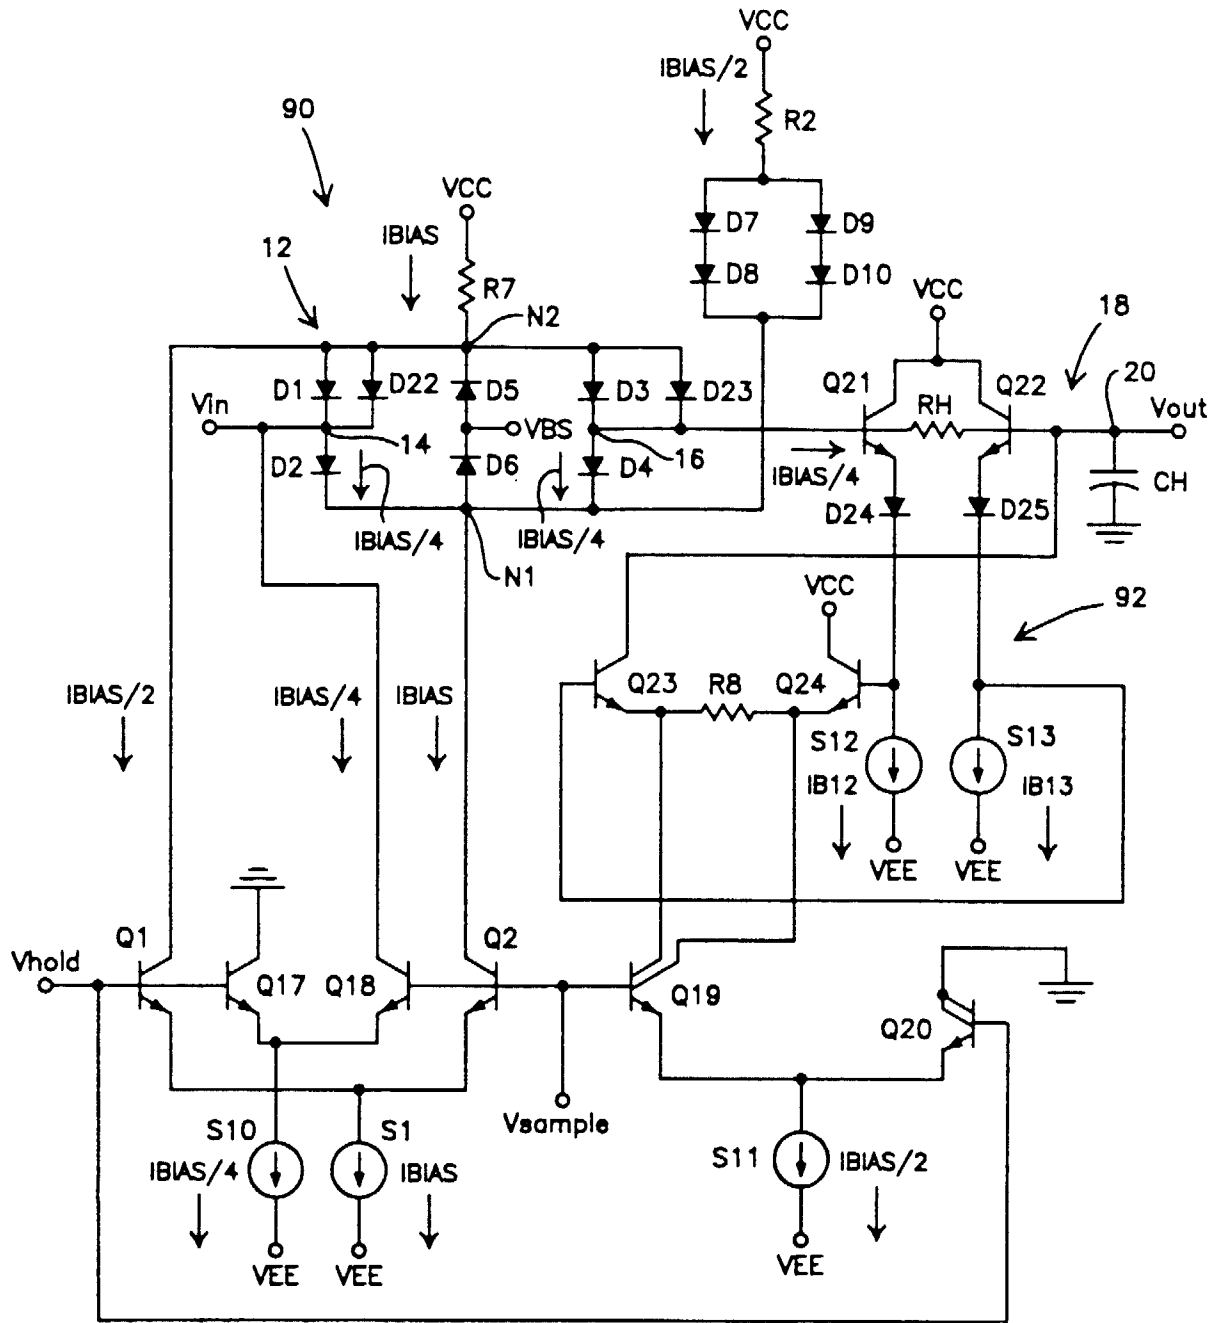 VCC
IBIAS/2
R2
90
VCC
D7
D9
12
IBIAS
R7
D8
D10
VCC
N2
18
D1
D22
D5
D3
D23
Q21
Q22
20
Vin
RH
Vout
14
VBS
16
D2
D6
D4
IBIAS/4
CH
IBIAS/4
IBIAS/4
D24
D25
N1
VCC
92
IBIAS/2
IBIAS/4
IBIAS
Q23
R8
Q24
S12
S13
IB12
IB13
VEE
VEE
Q1
Q2
Vhold
Q17
Q18
Q19
Q20
S10
S1
Vsample
IBIAS/4
IBIAS
S11
IBIAS/2
VEE
VEE
VEE